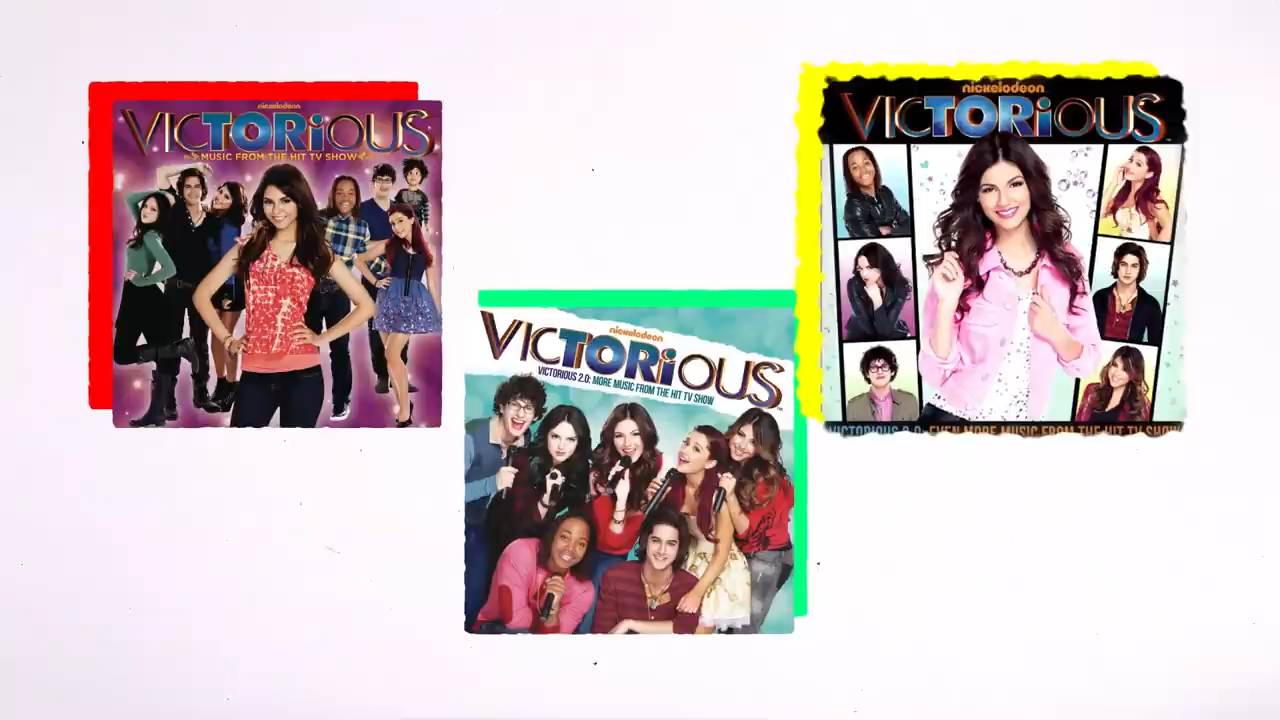 nickelodeon
VICTORiOUS
MUSIC FROM THE HIT TV SHOW
nickelodeon
VICTORiOUS
VICTORIOUS 2.0: MORE MUSIC FROM THE HIT TV SHOW
nickelodeon
VICTORiOUS
VICTORIOUS 3.0: EVEN MORE MUSIC FROM THE HIT TV SHOW